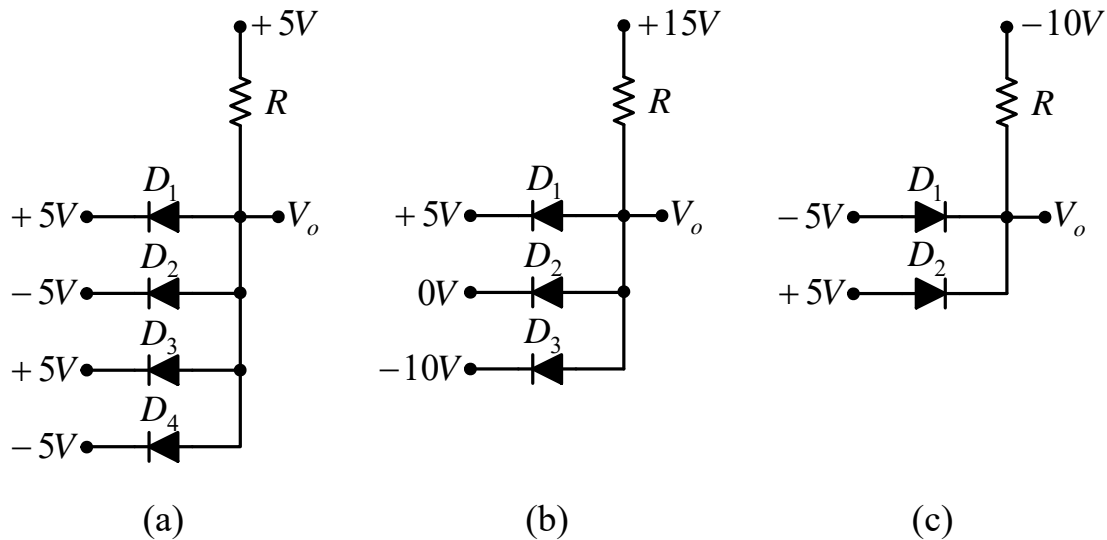 +5V
R
D1
+5V
Vo
D2
−5V
D3
+5V
D4
−5V
(a)
+15V
R
D1
+5V
Vo
D2
0V
D3
−10V
(b)
−10V
R
D1
−5V
Vo
D2
+5V
(c)